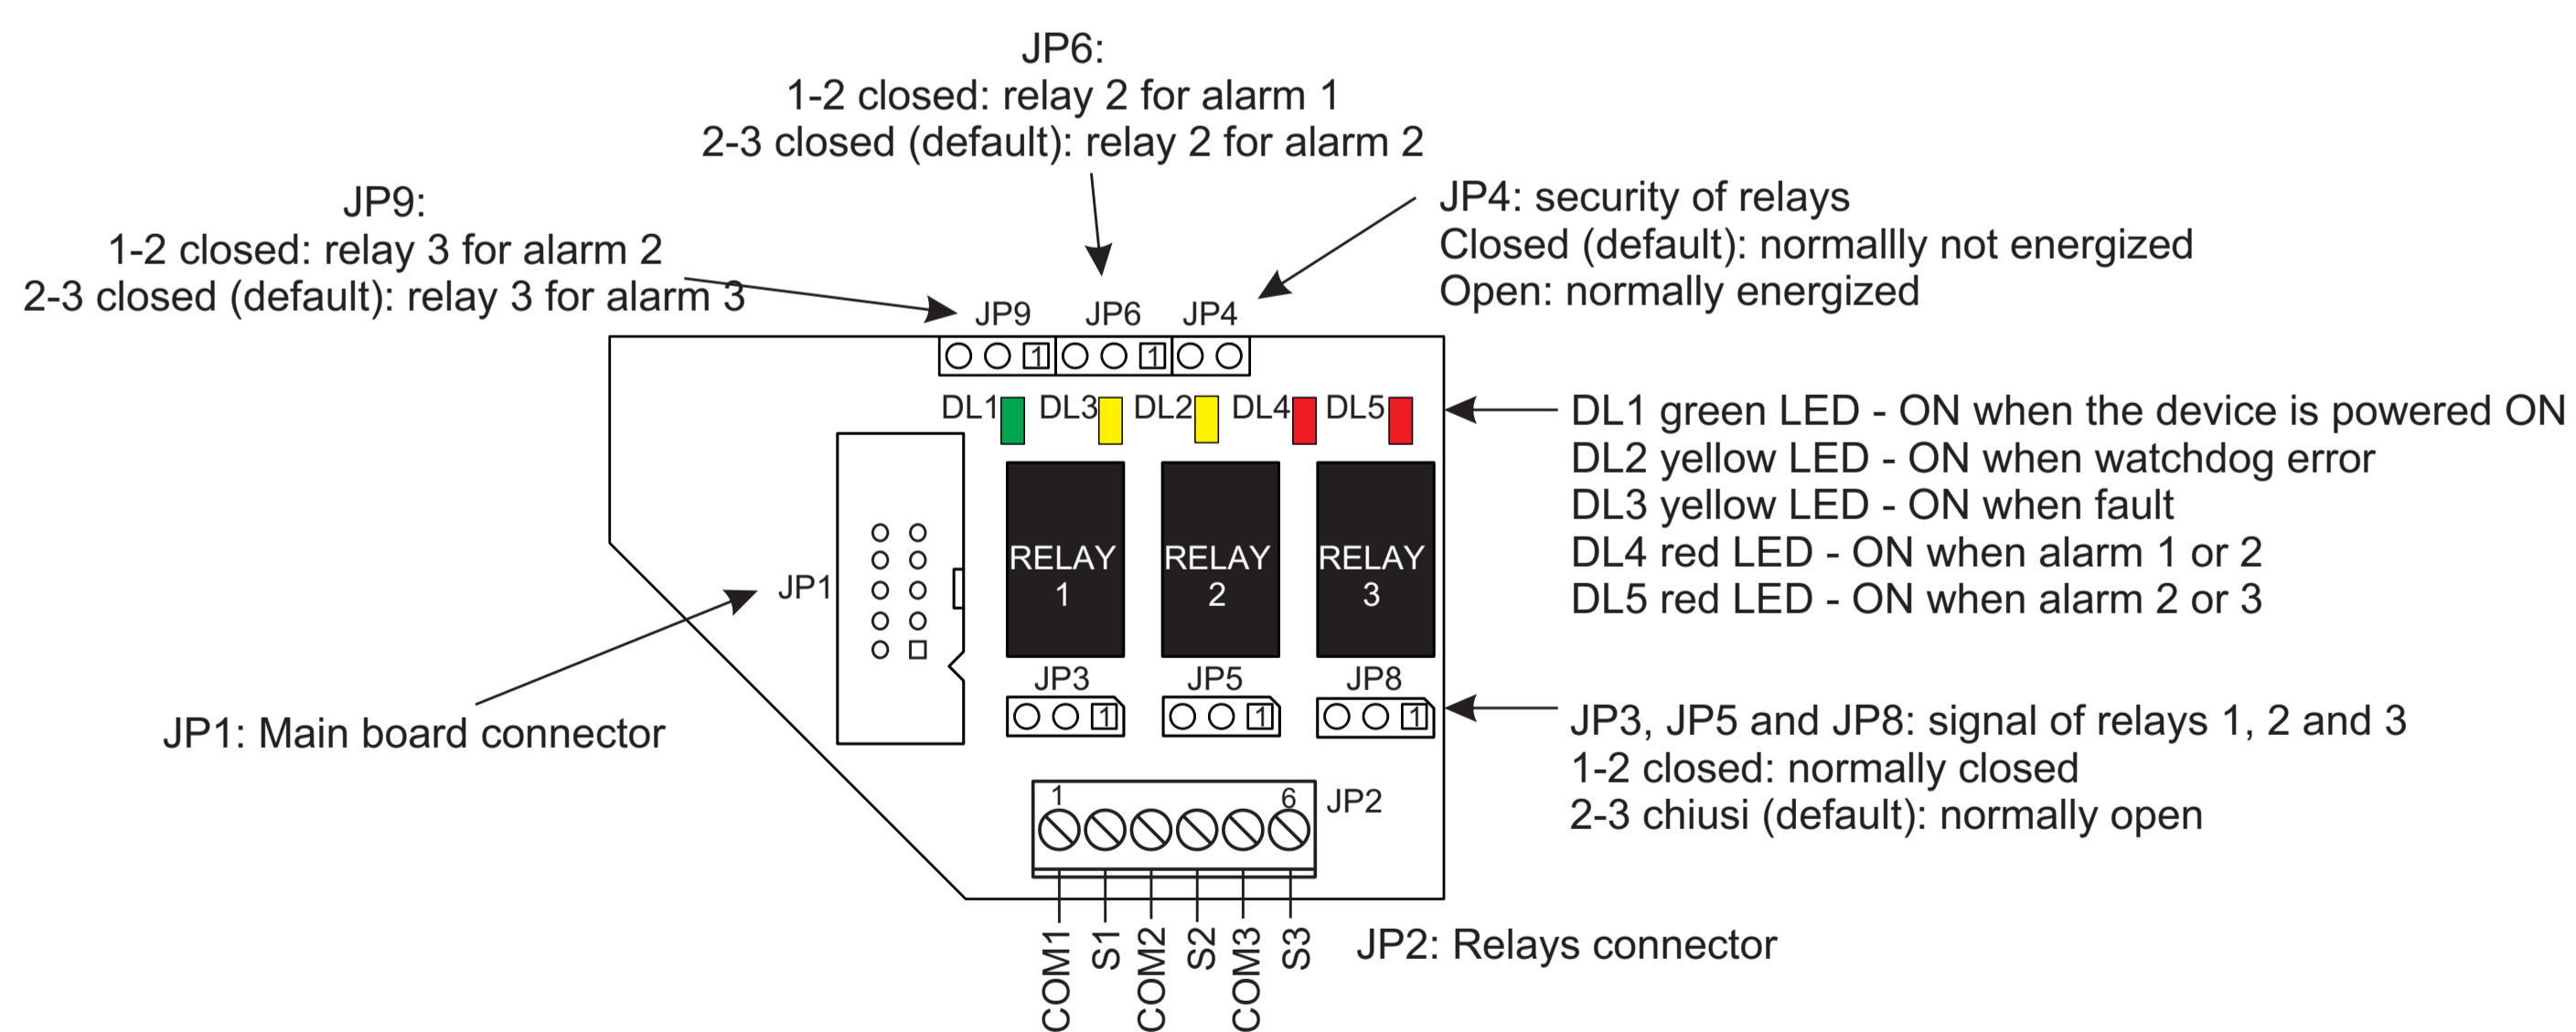 JP6:
1-2 closed: relay 2 for alarm 1
2-3 closed (default): relay 2 for alarm 2
JP9:
1-2 closed: relay 3 for alarm 2
2-3 closed (default): relay 3 for alarm 3
JP4: security of relays
Closed (default): normallly not energized
Open: normally energized
JP9 JP6 JP4
1 1
DL1 DL3 DL2 DL4 DL5
DL1 green LED - ON when the device is powered ON
DL2 yellow LED - ON when watchdog error
DL3 yellow LED - ON when fault
DL4 red LED - ON when alarm 1 or 2
DL5 red LED - ON when alarm 2 or 3
RELAY 1
RELAY 2
RELAY 3
JP1
JP3 JP5 JP8
1 1 1
JP1: Main board connector
JP3, JP5 and JP8: signal of relays 1, 2 and 3
1-2 closed: normally closed
2-3 chiusi (default): normally open
1 6 JP2
COM1 S1 COM2 S2 COM3 S3
JP2: Relays connector